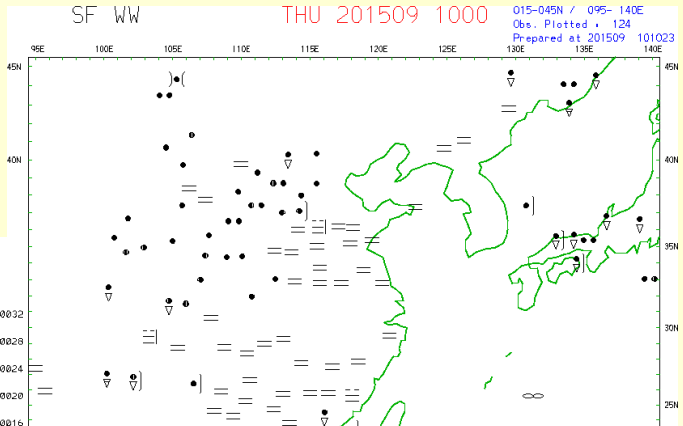 SF WW THU 201509 1000 015-045N / 095- 140E
Obs. Plotted . 124
Prepared at 201509 101023
95E 100E 105E 110E 115E 120E 125E 130E 135E 140E
45N 45N
40N 40N
35N 35N
0032
30N
0028
0024
0020 25N
0016